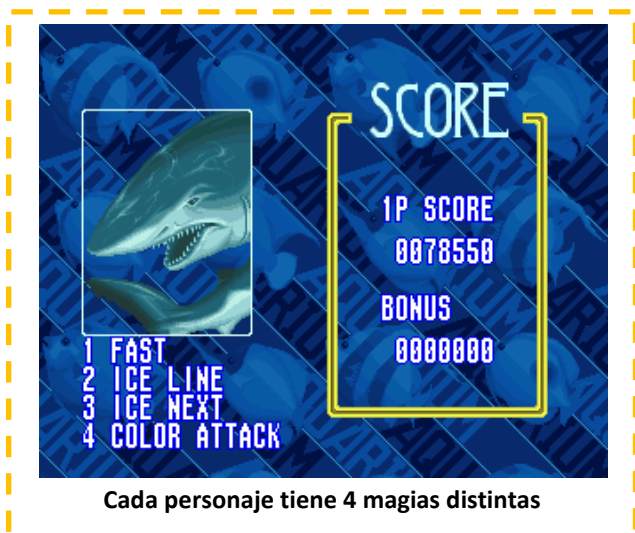 SCORE
1P SCORE
0078550
BONUS
0000000
1 FAST
2 ICE LINE
3 ICE NEXT
4 COLOR ATTACK
Cada personaje tiene 4 magias distintas